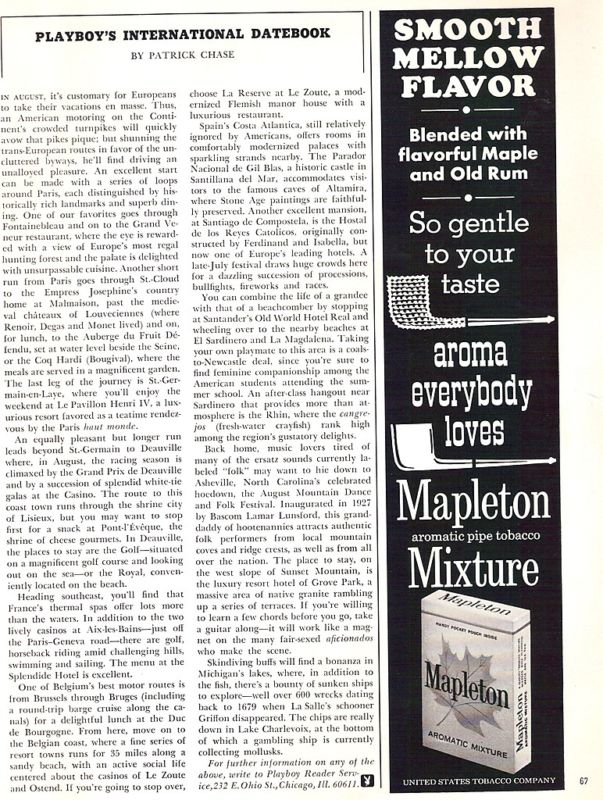 PLAYBOY'S INTERNATIONAL DATEBOOK
BY PATRICK CHASE
IN AUGUST, it's customary for Europeans
to take their vacations en masse. Thus,
an American motoring on the Conti-
nent's crowded turnpikes will quickly
avow that pikes pique; but shunning the
trans-European routes in favor of the un-
cluttered byways, he'll find driving an
unalloyed pleasure. An excellent start
can be made with a series of loops
around Paris, each distinguished by his-
torically rich landmarks and superb din-
ing. One of our favorites goes through
Fontainebleau and on to the Grand Ve-
neur restaurant, where the eye is reward-
ed with a view of Europe's most regal
hunting forest and the palate is delighted
with unsurpassable cuisine. Another short
run from Paris goes through St.-Cloud
to the Empress Josephine's country
home at Malmaison, past the medie-
val châteaux of Louveciennes (where
Renoir, Degas and Monet lived) and on,
for lunch, to the Auberge du Fruit Dé-
fendu, set at water level beside the Seine,
or the Coq Hardi (Bougival), where the
meals are served in a magnificent garden.
The last leg of the journey is St.-Ger-
main-en-Laye, where you'll enjoy the
weekend at Le Pavillon Henri IV, a lux-
urious resort favored as a teatime rendez-
vous by the Paris haut monde.
An equally pleasant but longer run
leads beyond St.-Germain to Deauville
where, in August, the racing season is
climaxed by the Grand Prix de Deauville
and by a succession of splendid white-tie
galas at the Casino. The route to this
coast town runs through the shrine city
of Lisieux, but you may want to stop
first for a snack at Pont-l'Évêque, the
shrine of cheese gourmets. In Deauville,
the places to stay are the Golf—situated
on a magnificent golf course and looking
out on the sea—or the Royal, conven-
iently located on the beach.
Heading southeast, you'll find that
France's thermal spas offer lots more
than the waters. In addition to the two
lively casinos at Aix-les-Bains—just off
the Paris-Geneva road—there are golf,
horseback riding amid challenging hills,
swimming and sailing. The menu at the
Splendide Hotel is excellent.
One of Belgium's best motor routes is
from Brussels through Bruges (including
a round-trip barge cruise along the ca-
nals) for a delightful lunch at the Duc
de Bourgogne. From here, move on to
the Belgian coast, where a fine series of
resort towns runs for 35 miles along a
sandy beach, with an active social life
centered about the casinos of Le Zoute
and Ostend. If you're going to stop over,
choose La Reserve at Le Zoute, a mod-
ernized Flemish manor house with a
luxurious restaurant.
Spain's Costa Atlantica, still relatively
ignored by Americans, offers rooms in
comfortably modernized palaces with
sparkling strands nearby. The Parador
Nacional de Gil Blas, a historic castle in
Santillana del Mar, accommodates visi-
tors to the famous caves of Altamira,
where Stone Age paintings are faithful-
ly preserved. Another excellent mansion,
at Santiago de Compostela, is the Hostal
de los Reyes Catolicos, originally con-
structed by Ferdinand and Isabella, but
now one of Europe's leading hotels. A
late-July festival draws huge crowds here
for a dazzling succession of processions,
bullfights, fireworks and races.
You can combine the life of a grandee
with that of a beachcomber by stopping
at Santander's Old World Hotel Real and
wheeling over to the nearby beaches at
El Sardinero and La Magdalena. Taking
your own playmate to this area is a coals-
to-Newcastle deal, since you're sure to
find feminine companionship among the
American students attending the sum-
mer school. An after-class hangout near
Sardinero that provides more than at-
mosphere is the Rhin, where the cangre-
jos (fresh-water crayfish) rank high
among the region's gustatory delights.
Back home, music lovers tired of
many of the ersatz sounds currently la-
beled "folk" may want to hie down to
Asheville, North Carolina's celebrated
hoedown, the August Mountain Dance
and Folk Festival. Inaugurated in 1927
by Bascom Lamar Lunsford, this grand-
daddy of hootenannies attracts authentic
folk performers from local mountain
coves and ridge crests, as well as from all
over the nation. The place to stay, on
the west slope of Sunset Mountain, is
the luxury resort hotel of Grove Park, a
massive area of native granite rambling
up a series of terraces. If you're willing
to learn a few chords before you go, take
a guitar along—it will work like a mag-
net on the many fair-sexed aficionados
who make the scene.
Skindiving buffs will find a bonanza in
Michigan's lakes, where, in addition to
the fish, there's a bounty of sunken ships
to explore—well over 600 wrecks dating
back to 1679 when La Salle's schooner
Griffon disappeared. The chips are really
down in Lake Charlevoix, at the bottom
of which a gambling ship is currently
collecting mollusks.
For further information on any of the
above, write to Playboy Reader Serv-
ice, 232 E. Ohio St., Chicago, Ill. 60611.
SMOOTH
MELLOW
FLAVOR
Blended with
flavorful Maple
and Old Rum
So gentle
to your
taste
aroma
everybody
loves
Mapleton
aromatic pipe tobacco
Mixture
Mapleton
HANDY POCKET POUCH INSIDE
Mapleton
AROMATIC MIXTURE
Mapleton
AROMATIC MIXTURE
UNITED STATES TOBACCO COMPANY
67